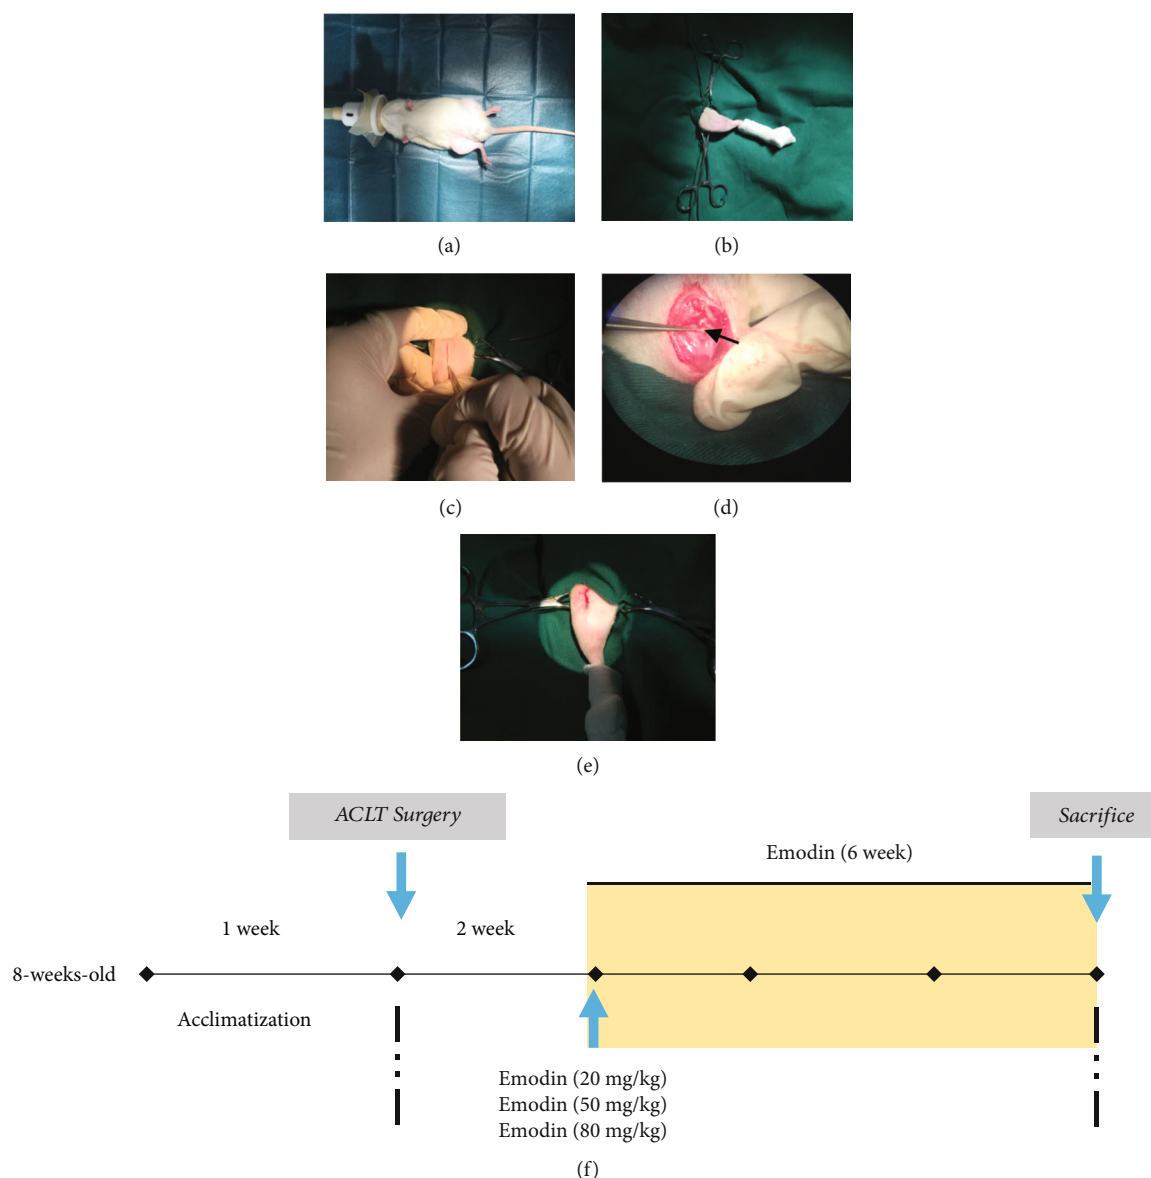 (a)
(b)
(c)
(d)
(e)
ACLT Surgery
Sacrifice
Emodin (6 week)
1 week
2 week
8-weeks-old
Acclimatization
Emodin (20 mg/kg)
Emodin (50 mg/kg)
Emodin (80 mg/kg)
(f)